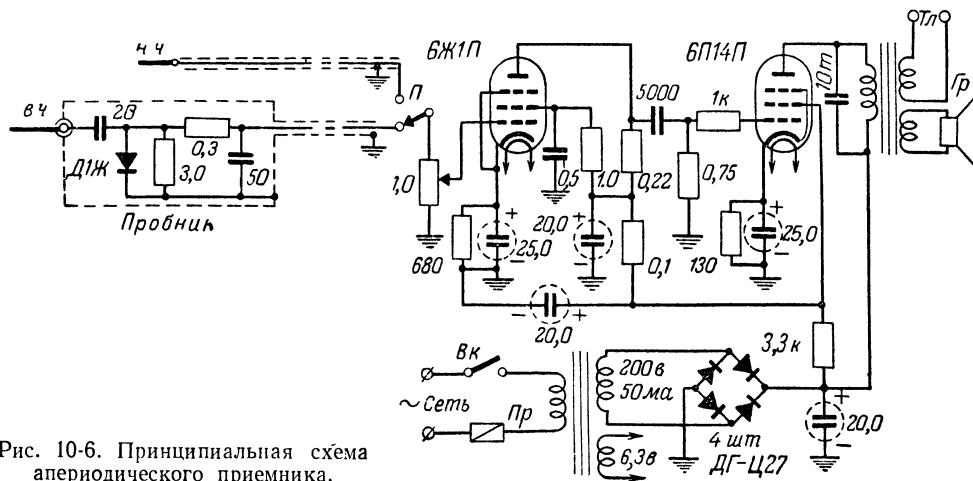 НЧ
6Ж1П
6П14П
Тл
П
5000
1к
10т
Гр
ВЧ
20
0,3
Д1Ж
3,0
50
1,0
0,5
1.0
0,22
0,75
Пробник
20,0
25,0
680
0,1
130
25,0
20,0
3,3к
Вк
200в
50ма
~Сеть
Пр
20,0
4 шт
6,3в
ДГ-Ц27
Рис. 10-6. Принципиальная схема
апериодического приемника.